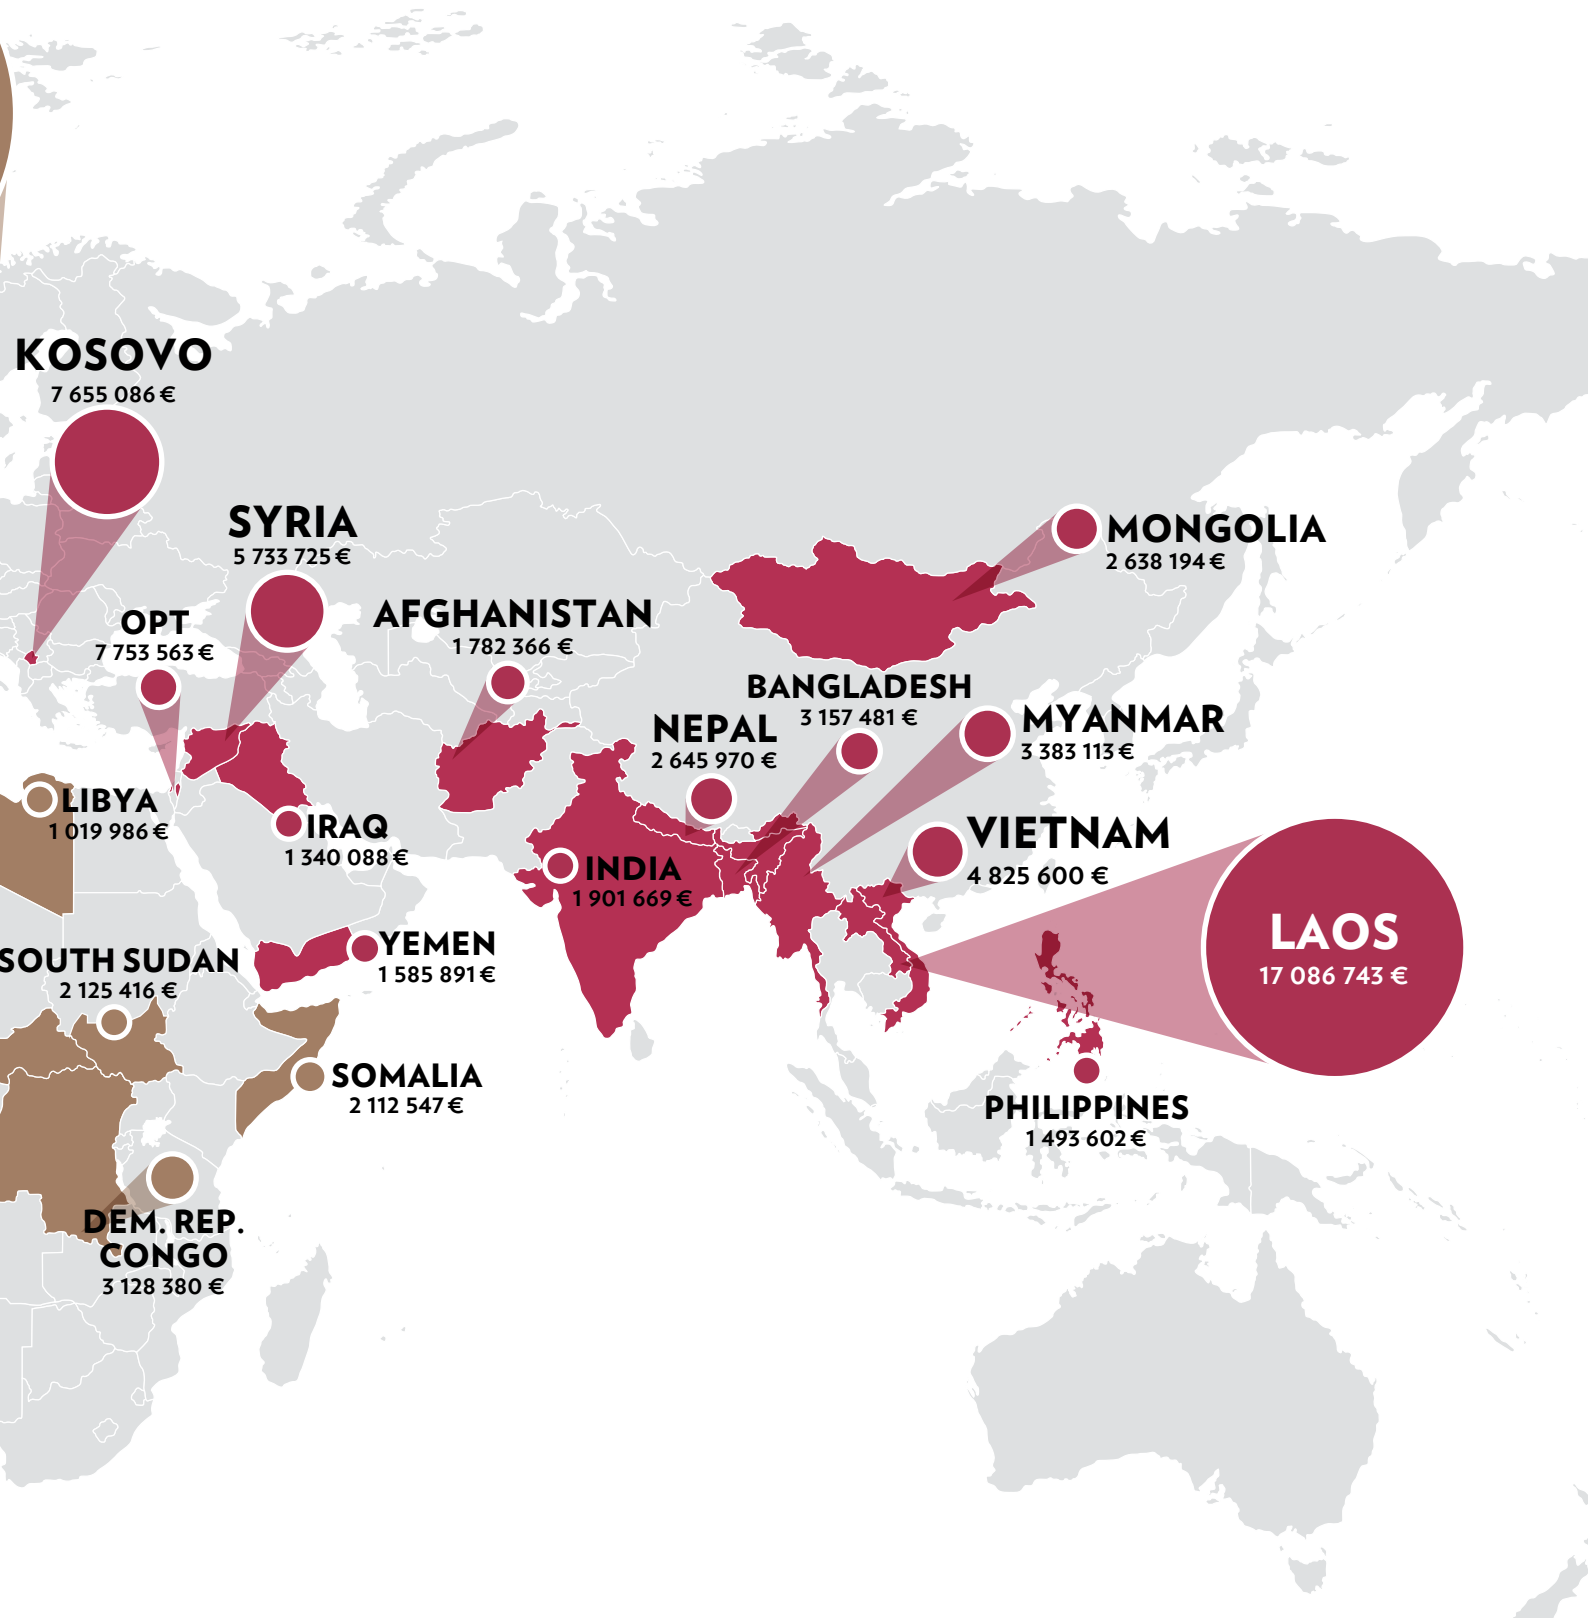 KOSOVO
7 655 086 €
SYRIA
5 733 725 €
MONGOLIA
2 638 194 €
OPT
7 753 563 €
AFGHANISTAN
1 782 366 €
BANGLADESH
3 157 481 €
NEPAL
2 645 970 €
MYANMAR
3 383 113 €
LIBYA
1 019 986 €
IRAQ
1 340 088 €
INDIA
1 901 669 €
VIETNAM
4 825 600 €
LAOS
17 086 743 €
SOUTH SUDAN
2 125 416 €
YEMEN
1 585 891 €
SOMALIA
2 112 547 €
PHILIPPINES
1 493 602 €
DEM. REP.
CONGO
3 128 380 €